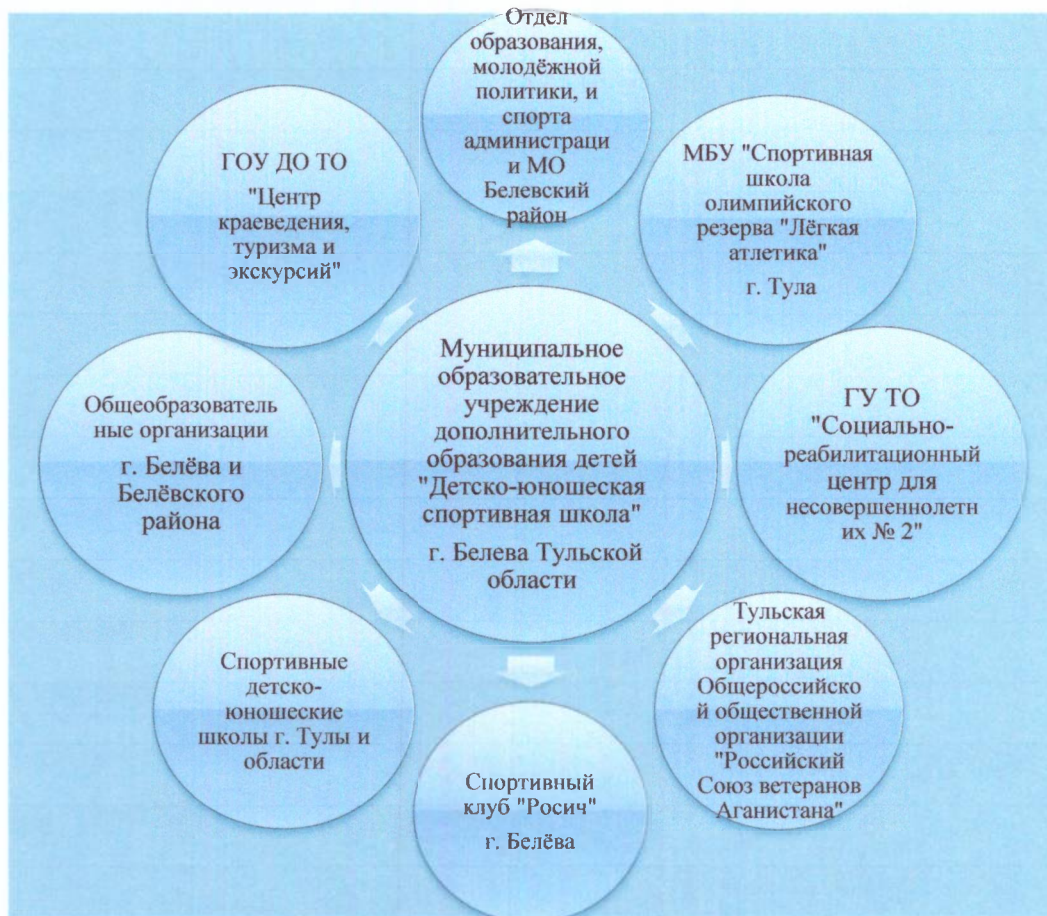 Отдел
образования,
молодёжной
политики, и
спорта
администраци
и МО
Белевский
район
ГОУ ДО ТО
"Центр
краеведения,
туризма и
экскурсий"
МБУ "Спортивная
школа
олимпийского
резерва "Лёгкая
атлетика"
г. Тула
Муниципальное
образовательное
учреждение
дополнительного
образования детей
"Детско-юношеская
спортивная школа"
г. Белева Тульской
области
Общеобразователь
ные организации
г. Белёва и
Белёвского
района
ГУ ТО
"Социально-
реабилитационный
центр для
несовершеннолетн
их № 2"
Спортивные
детско-
юношеские
школы г. Тулы и
области
Тульская
региональная
организация
Общероссийско
й общественной
организации
"Российский
Союз ветеранов
Аганистана"
Спортивный
клуб "Росич"
г. Белёва